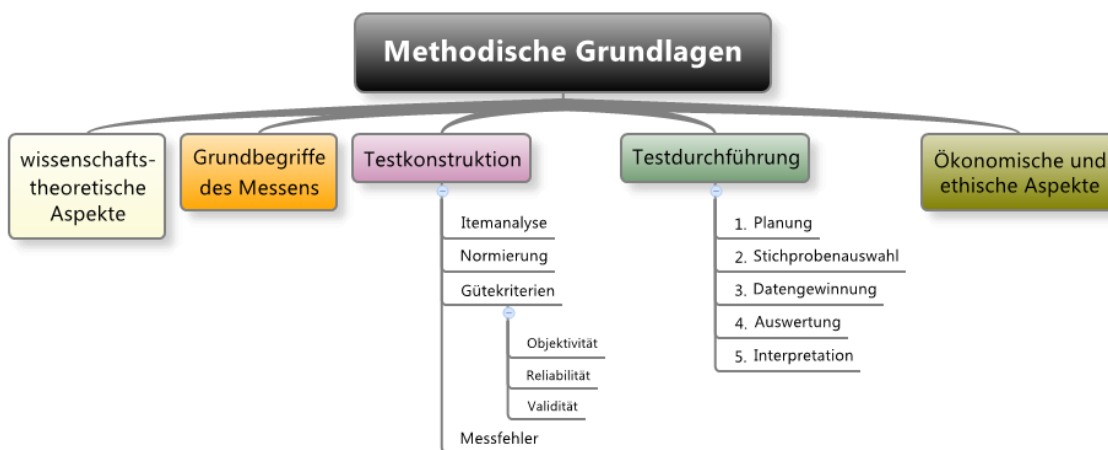 Methodische Grundlagen
wissenschafts-
theoretische
Aspekte
Grundbegriffe
des Messens
Testkonstruktion
Itemanalyse
Normierung
Gütekriterien
Objektivität
Reliabilität
Validität
Messfehler
Testdurchführung
1. Planung
2. Stichprobenauswahl
3. Datengewinnung
4. Auswertung
5. Interpretation
Ökonomische und
ethische Aspekte